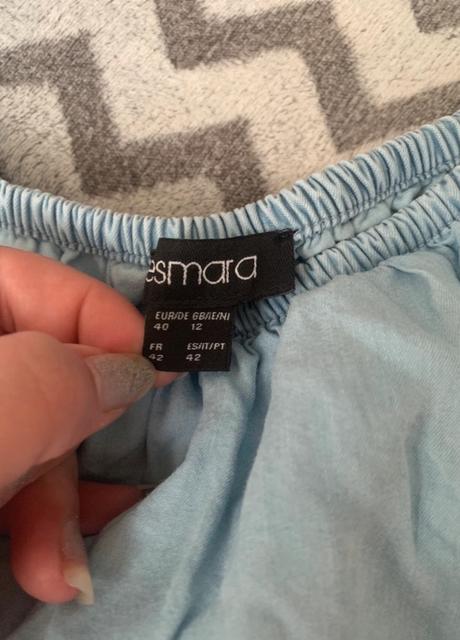 esmara
EUR/DE GB/IE/NI
40 12
FR ES/IT/PT
42 42